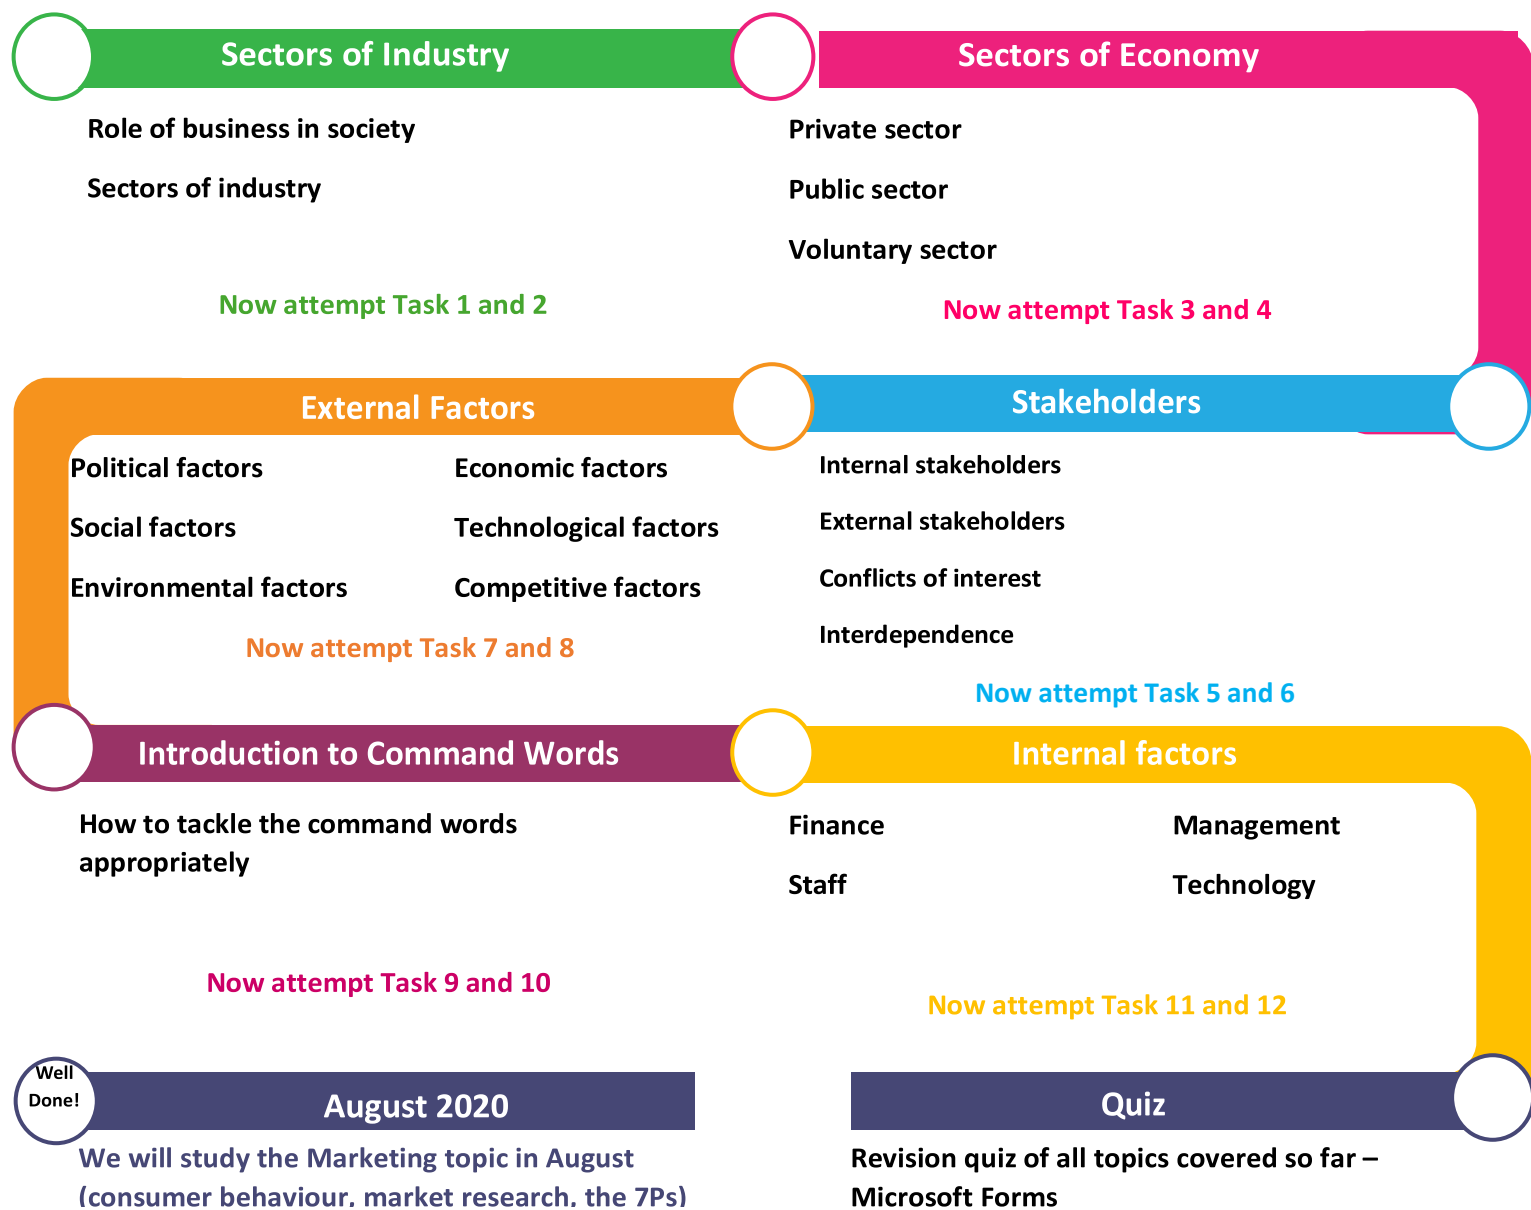 Sectors of Industry
Role of business in society
Sectors of industry
Now attempt Task 1 and 2
Sectors of Economy
Private sector
Public sector
Voluntary sector
Now attempt Task 3 and 4
Stakeholders
Internal stakeholders
External stakeholders
Conflicts of interest
Interdependence
Now attempt Task 5 and 6
External Factors
Political factors
Economic factors
Social factors
Technological factors
Environmental factors
Competitive factors
Now attempt Task 7 and 8
Introduction to Command Words
How to tackle the command words
appropriately
Now attempt Task 9 and 10
Internal factors
Finance
Management
Staff
Technology
Now attempt Task 11 and 12
Quiz
Revision quiz of all topics covered so far –
Microsoft Forms
Well
Done!
August 2020
We will study the Marketing topic in August
(consumer behaviour, market research, the 7Ps)